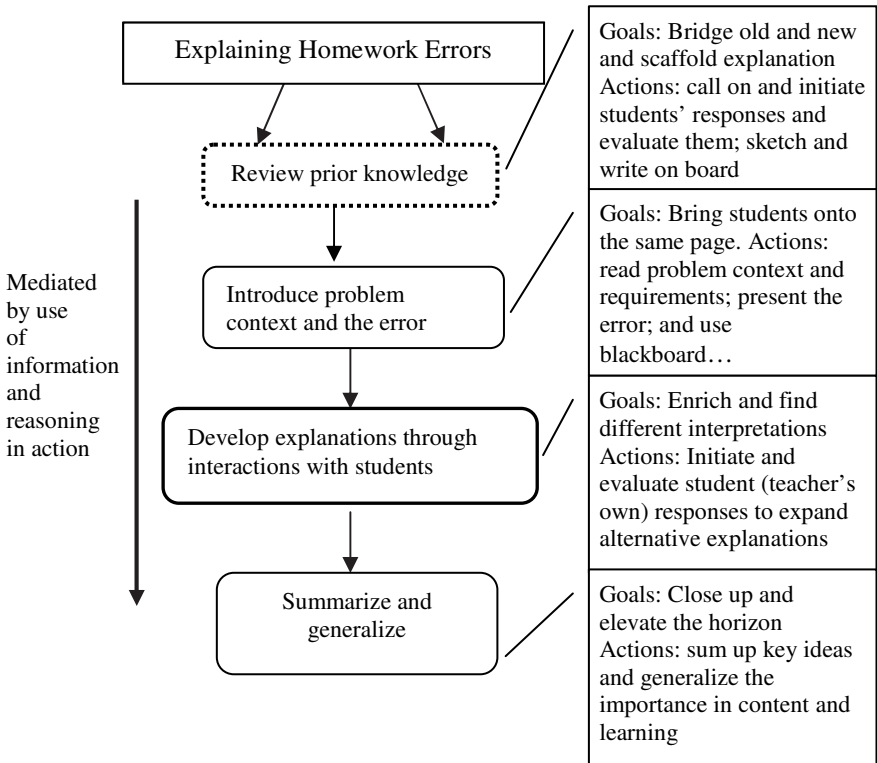 Explaining Homework Errors
Review prior knowledge
Introduce problem
context and the error
Develop explanations through
interactions with students
Summarize and
generalize
Mediated
by use
of
information
and
reasoning
in action
Goals: Bridge old and new
and scaffold explanation
Actions: call on and initiate
students’ responses and
evaluate them; sketch and
write on board
Goals: Bring students onto
the same page. Actions:
read problem context and
requirements; present the
error; and use
blackboard…
Goals: Enrich and find
different interpretations
Actions: Initiate and
evaluate student (teacher’s
own) responses to expand
alternative explanations
Goals: Close up and
elevate the horizon
Actions: sum up key ideas
and generalize the
importance in content and
learning